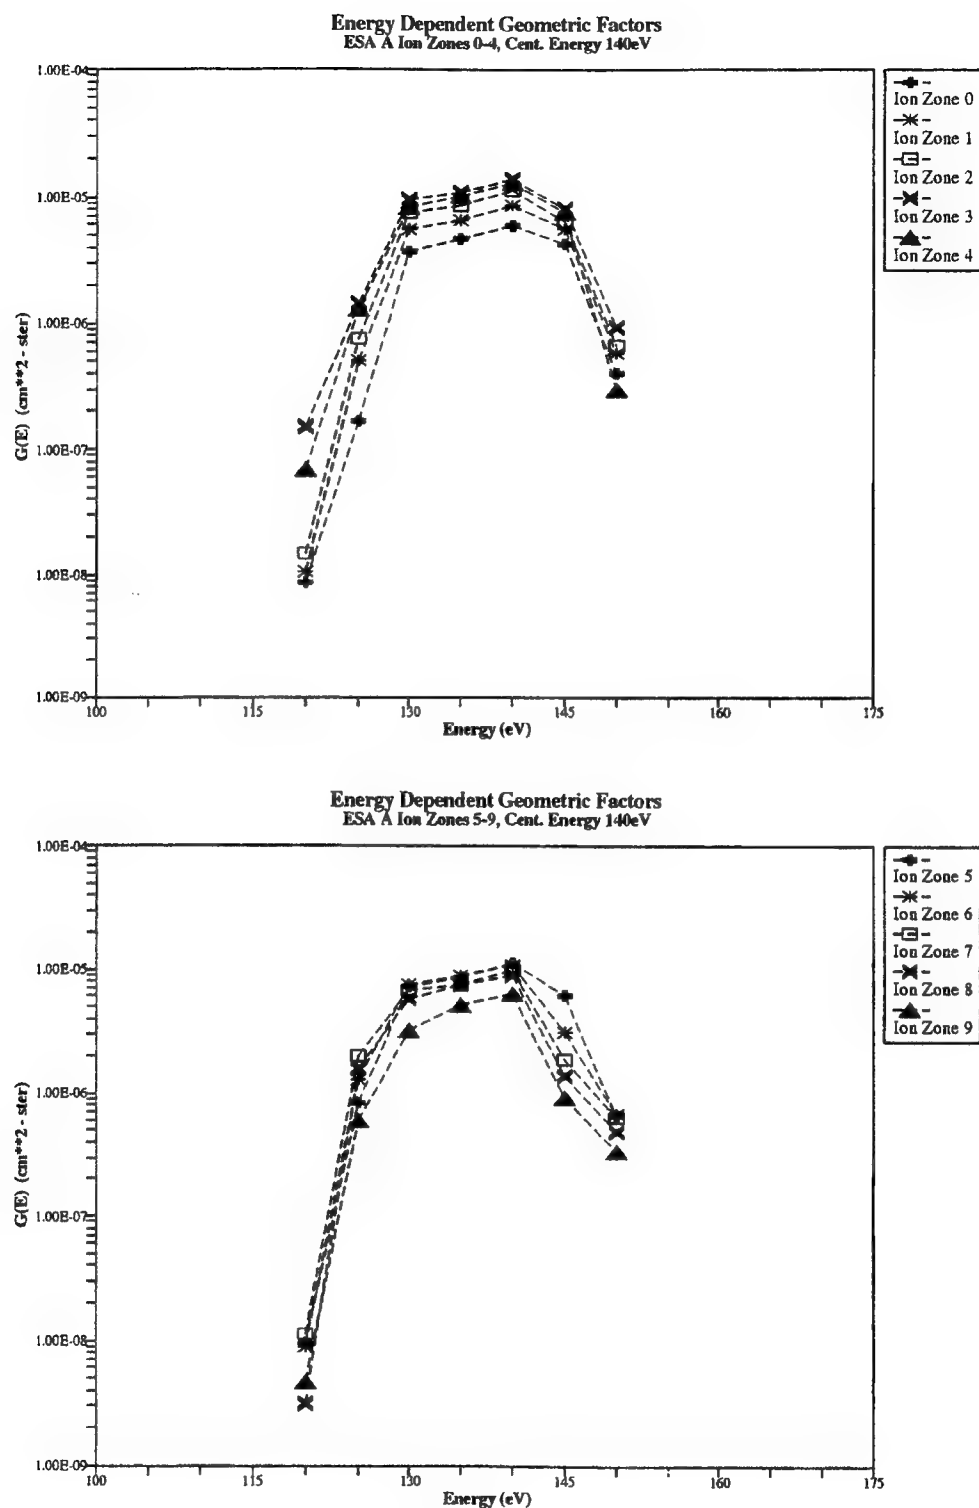 Energy Dependent Geometric Factors
ESA A Ion Zones 0-4, Cent. Energy 140eV
1.00E-04
1.00E-05
1.00E-06
1.00E-07
1.00E-08
1.00E-09
G(E) (cm**2 - ster)
100
115
130
145
160
175
Energy (eV)
Ion Zone 0
Ion Zone 1
Ion Zone 2
Ion Zone 3
Ion Zone 4
Energy Dependent Geometric Factors
ESA A Ion Zones 5-9, Cent. Energy 140eV
1.00E-04
1.00E-05
1.00E-06
1.00E-07
1.00E-08
1.00E-09
G(E) (cm**2 - ster)
100
115
130
145
160
175
Energy (eV)
Ion Zone 5
Ion Zone 6
Ion Zone 7
Ion Zone 8
Ion Zone 9